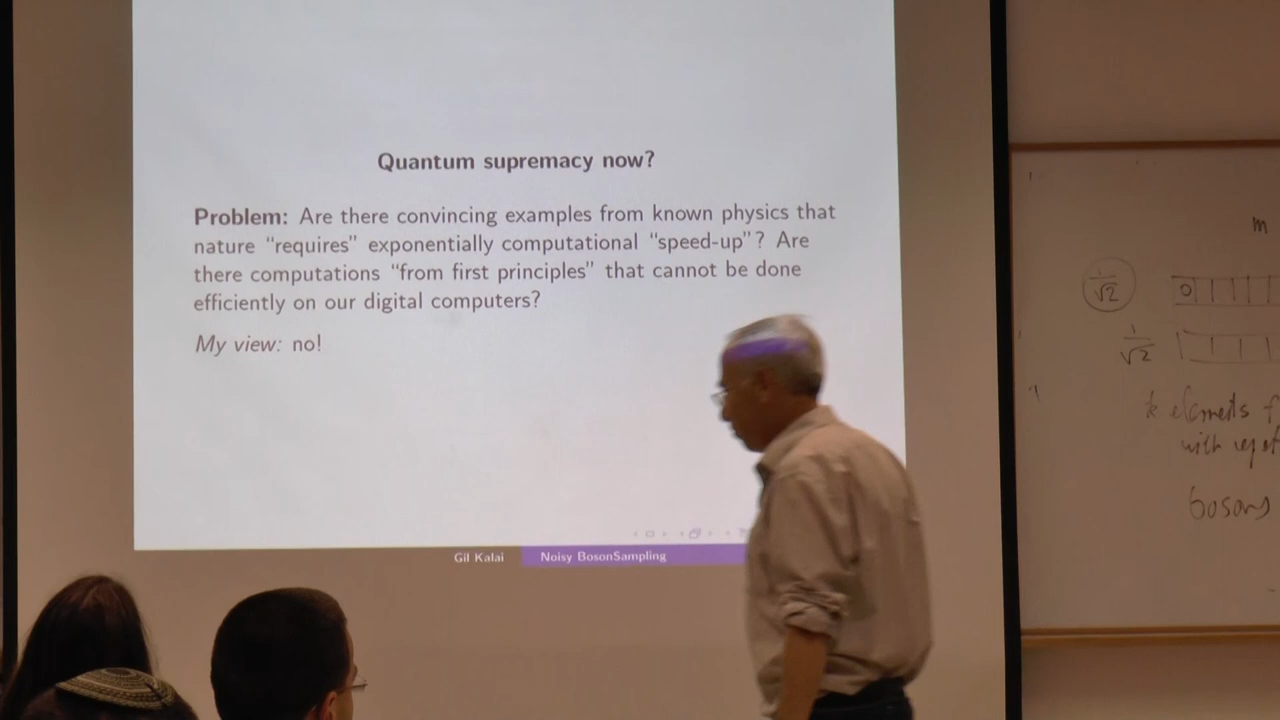 Quantum supremacy now?
Problem: Are there convincing examples from known physics that
nature “requires” exponentially computational “speed-up”? Are
there computations “from first principles” that cannot be done
efficiently on our digital computers?
My view: no!
Gil Kalai Noisy BosonSampling
m
1/√2 0
1/√2
elements
with
bosons